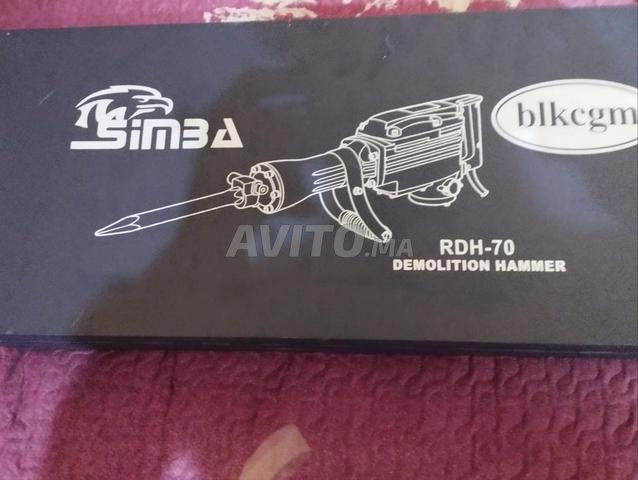 SIMBA
blkcgm
AVITO.MA
RDH-70
DEMOLITION HAMMER